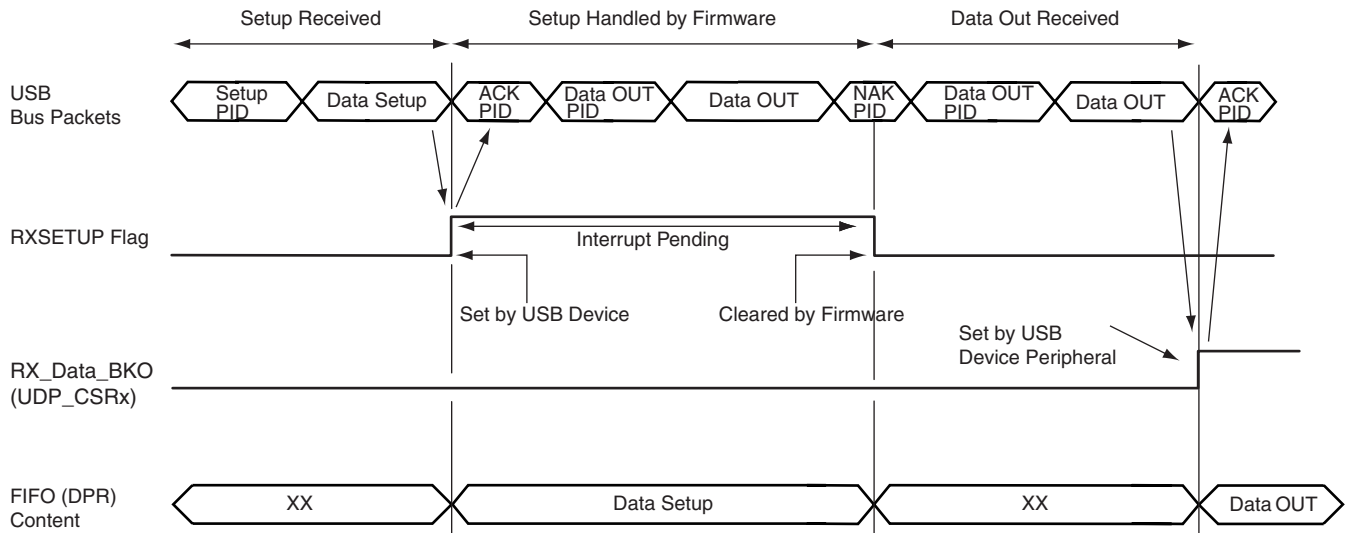 Setup Received
Setup Handled by Firmware
Data Out Received
USB
Bus Packets
Setup
PID
Data Setup
ACK
PID
Data OUT
PID
Data OUT
NAK
PID
Data OUT
PID
Data OUT
ACK
PID
RXSETUP Flag
Interrupt Pending
Set by USB Device
Cleared by Firmware
Set by USB
Device Peripheral
RX_Data_BKO
(UDP_CSRx)
FIFO (DPR)
Content
XX
Data Setup
XX
Data OUT